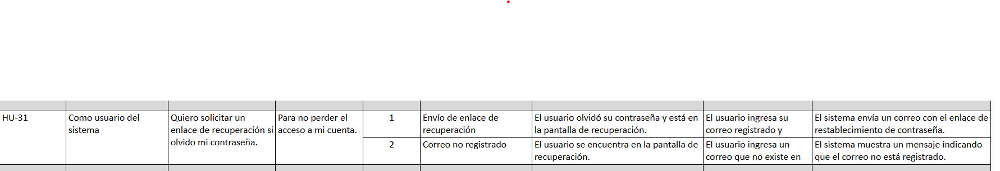 HU-31
Como usuario del
sistema
Quiero solicitar un
enlace de recuperación si
olvido mi contraseña.
Para no perder el
acceso a mi cuenta.
1
Envío de enlace de
recuperación
El usuario olvidó su contraseña y está en
la pantalla de recuperación.
El usuario ingresa su
correo registrado y
El sistema envía un correo con el enlace de
restablecimiento de contraseña.
2
Correo no registrado
El usuario se encuentra en la pantalla de
recuperación.
El usuario ingresa un
correo que no existe en
El sistema muestra un mensaje indicando
que el correo no está registrado.